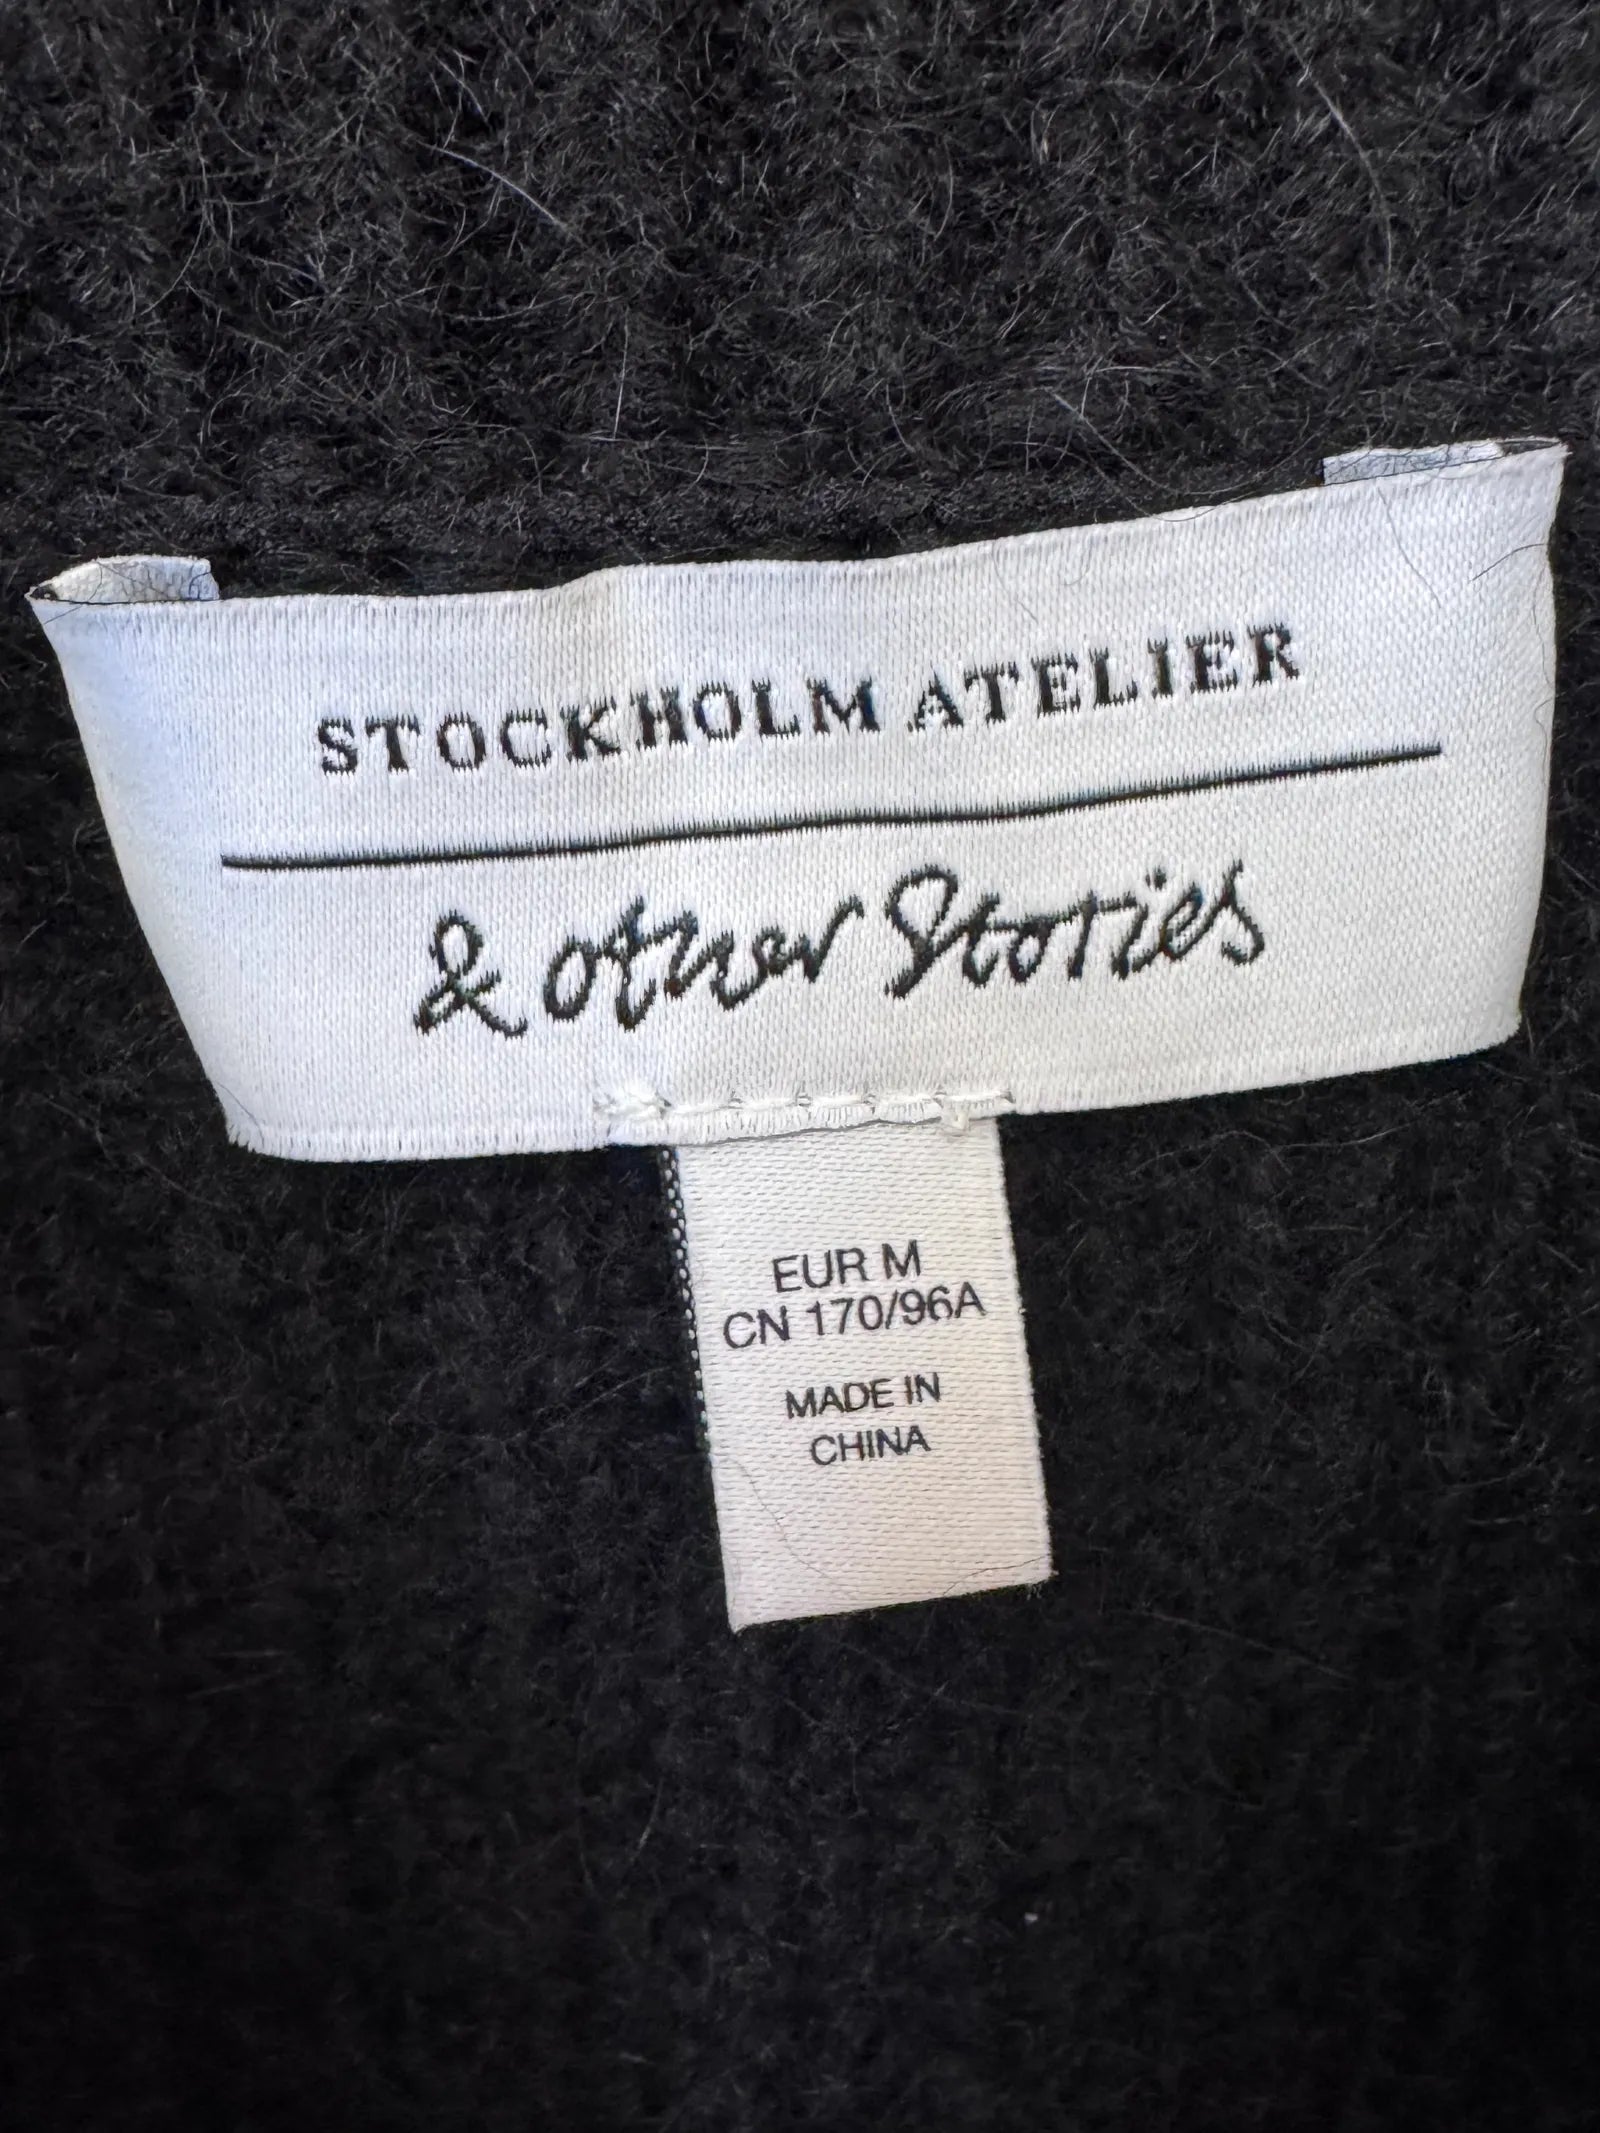 STOCKHOLM ATELIER
& other Stories
EUR M
CN 170/96A
MADE IN
CHINA